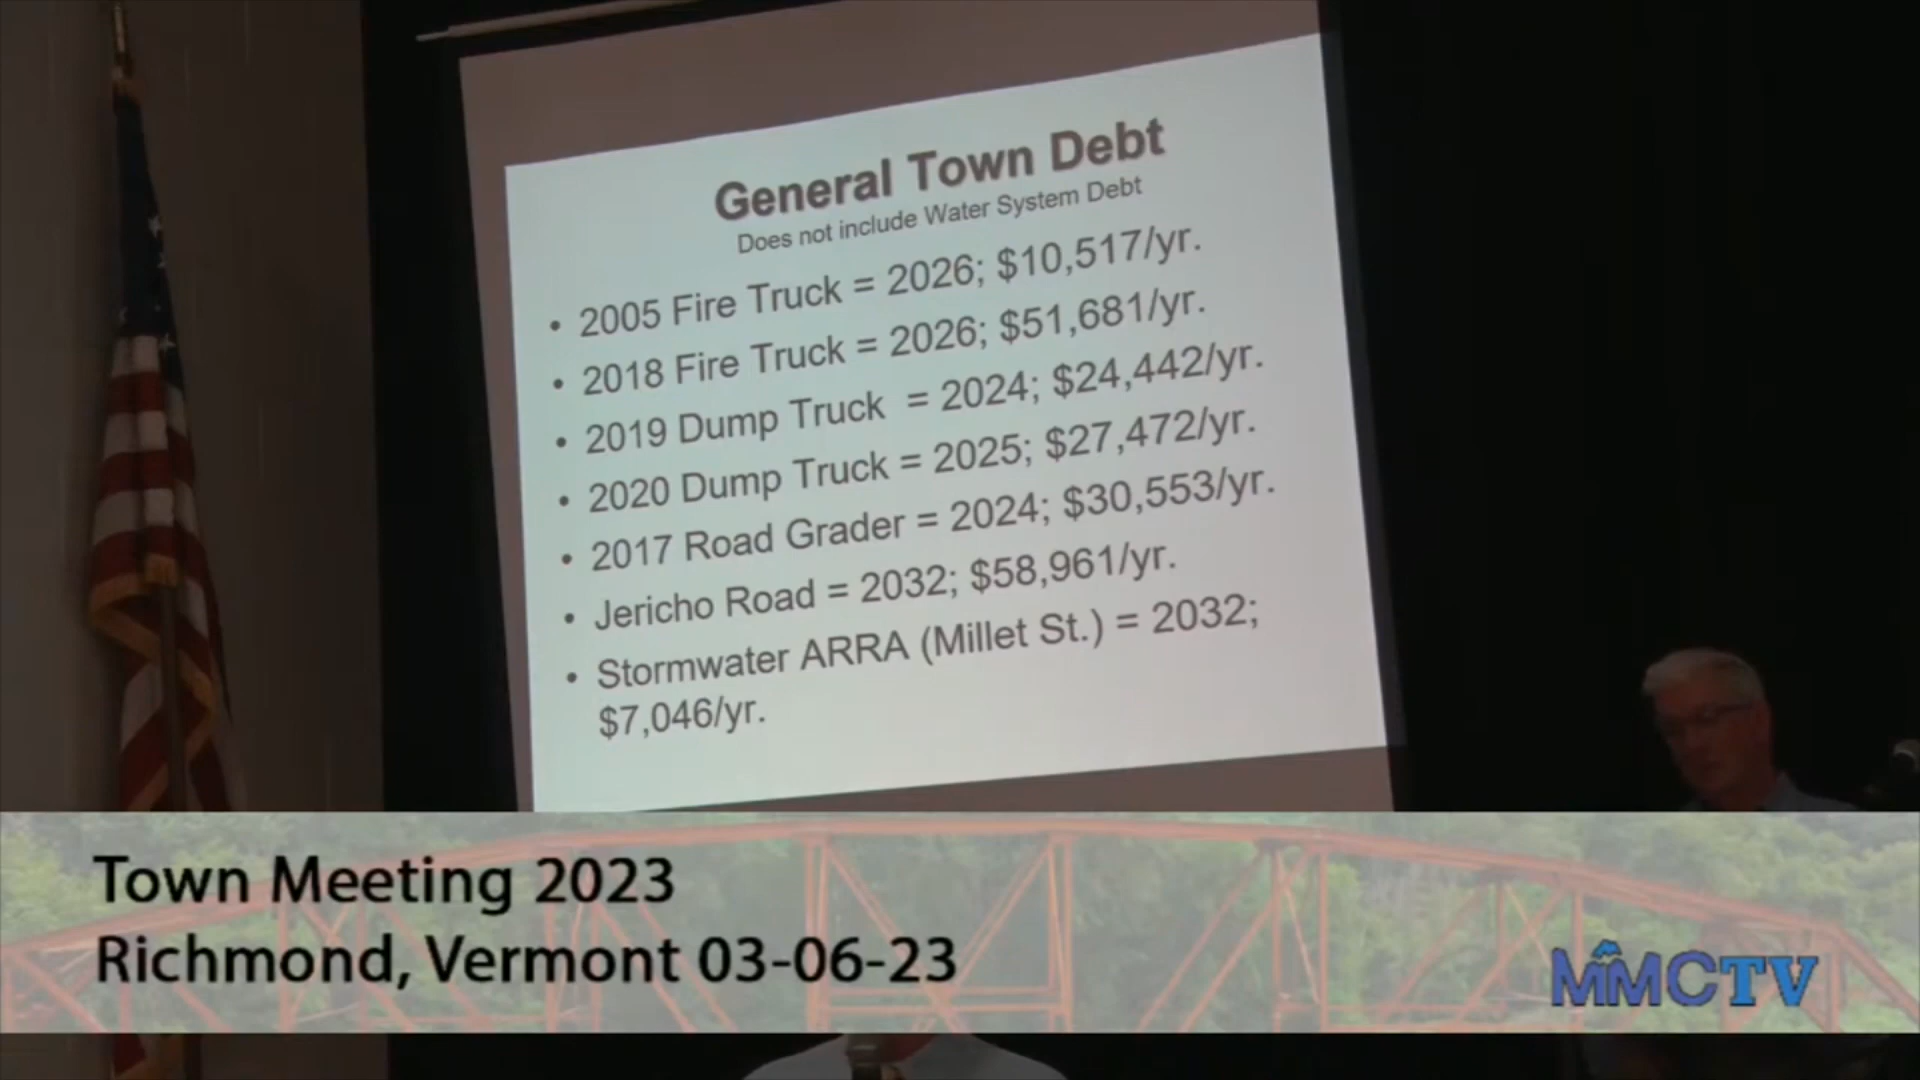 General Town Debt
Does not include Water System Debt
• 2005 Fire Truck = 2026; $10,517/yr.
• 2018 Fire Truck = 2026; $51,681/yr.
• 2019 Dump Truck = 2024; $24,442/yr.
• 2020 Dump Truck = 2025; $27,472/yr.
• 2017 Road Grader = 2024; $30,553/yr.
• Jericho Road = 2032; $58,961/yr.
• Stormwater ARRA (Millet St.) = 2032;
$7,046/yr.
Town Meeting 2023
Richmond, Vermont 03-06-23
MMCTV